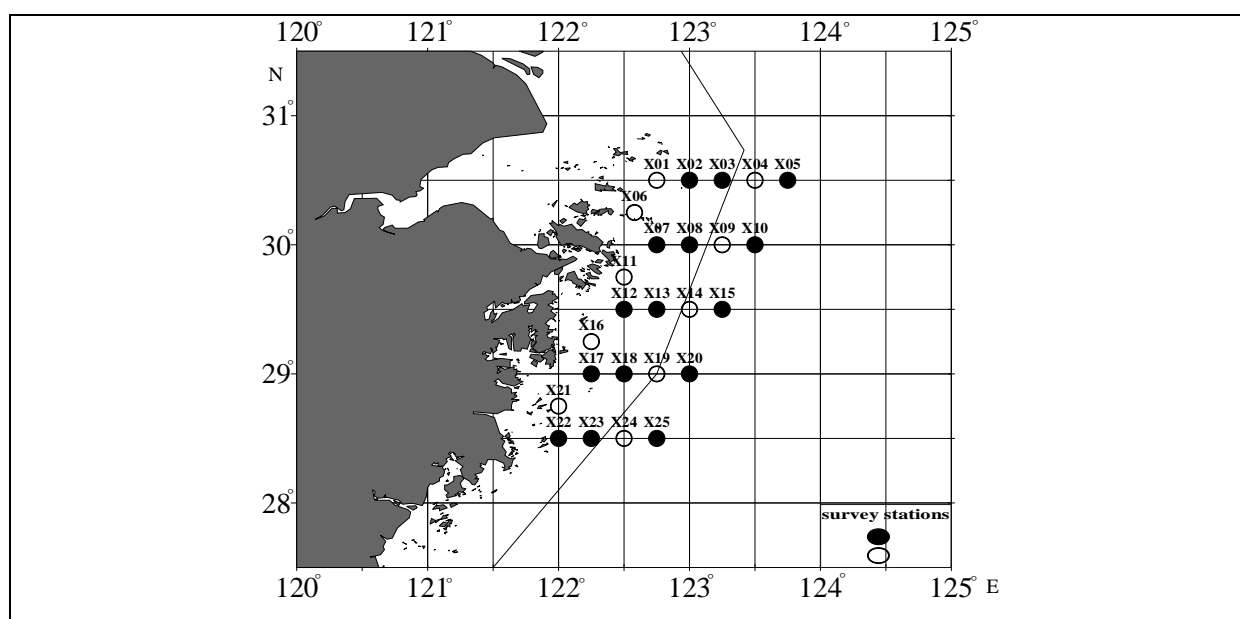 120° 121° 122° 123° 124° 125°
N
31°
X01 X02 X03 X04 X05
X06
X07 X08 X09 X10
30°
X11
X12 X13 X14 X15
X16
X17 X18 X19 X20
29°
X21
X22 X23 X24 X25
28°
survey stations
120° 121° 122° 123° 124° 125° E